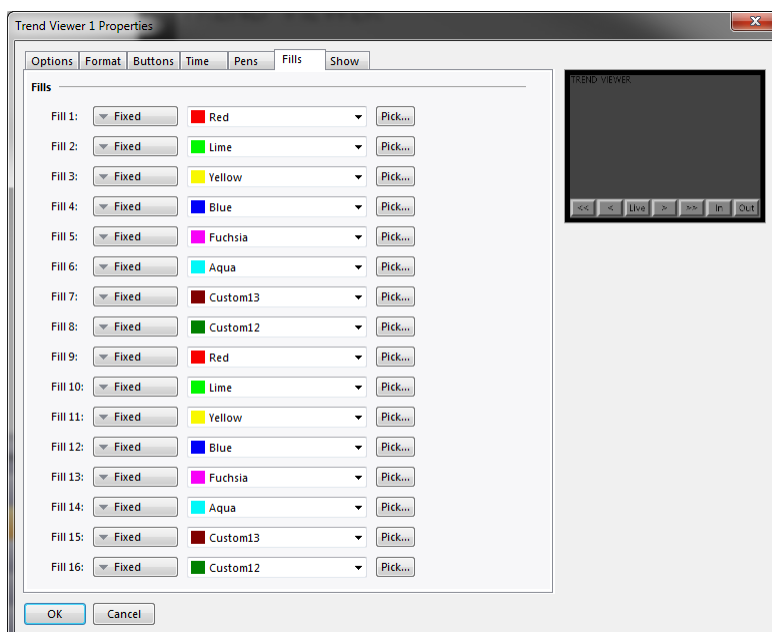 Trend Viewer 1 Properties
Options Format Buttons Time Pens Fills Show
Fills
Fill 1: Fixed Red Pick...
Fill 2: Fixed Lime Pick...
Fill 3: Fixed Yellow Pick...
Fill 4: Fixed Blue Pick...
Fill 5: Fixed Fuchsia Pick...
Fill 6: Fixed Aqua Pick...
Fill 7: Fixed Custom13 Pick...
Fill 8: Fixed Custom12 Pick...
Fill 9: Fixed Red Pick...
Fill 10: Fixed Lime Pick...
Fill 11: Fixed Yellow Pick...
Fill 12: Fixed Blue Pick...
Fill 13: Fixed Fuchsia Pick...
Fill 14: Fixed Aqua Pick...
Fill 15: Fixed Custom13 Pick...
Fill 16: Fixed Custom12 Pick...
OK Cancel
TREND VIEWER
<< < Live > >> In Out